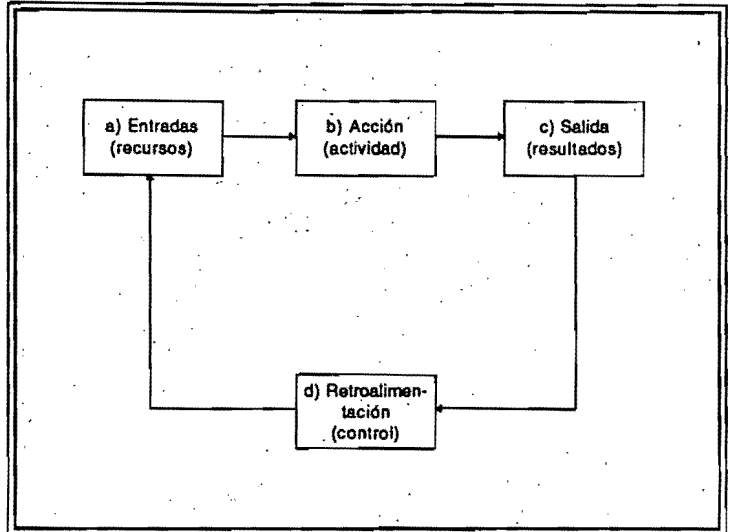 a) Entradas
(recursos)
b) Acción
(actividad)
c) Salida
(resultados)
d) Retroalimen-
tación
(control)